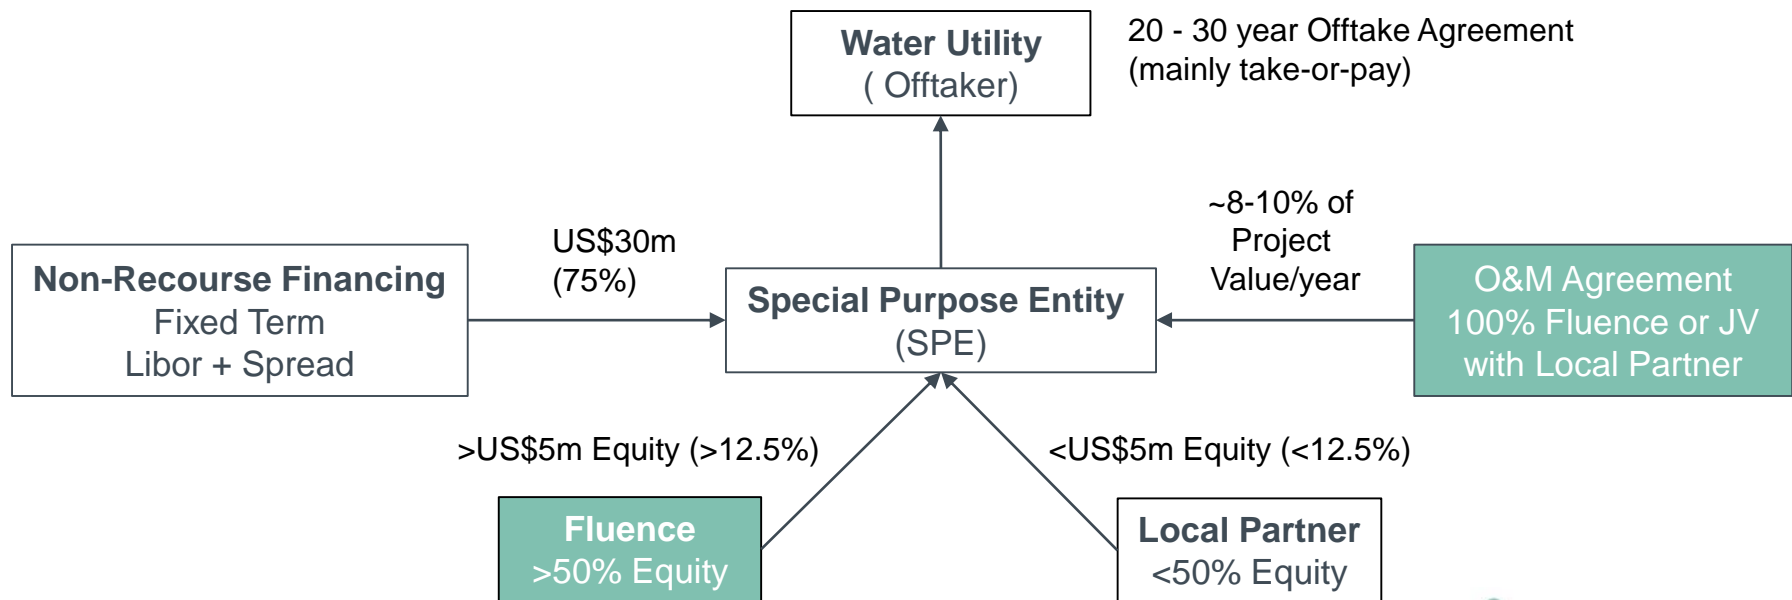 Water Utility
( Offtaker)
20 - 30 year Offtake Agreement
(mainly take-or-pay)
Non-Recourse Financing
Fixed Term
Libor + Spread
US$30m
(75%)
Special Purpose Entity
(SPE)
~8-10% of
Project
Value/year
O&M Agreement
100% Fluence or JV
with Local Partner
>US$5m Equity (>12.5%)
<US$5m Equity (<12.5%)
Fluence
>50% Equity
Local Partner
<50% Equity